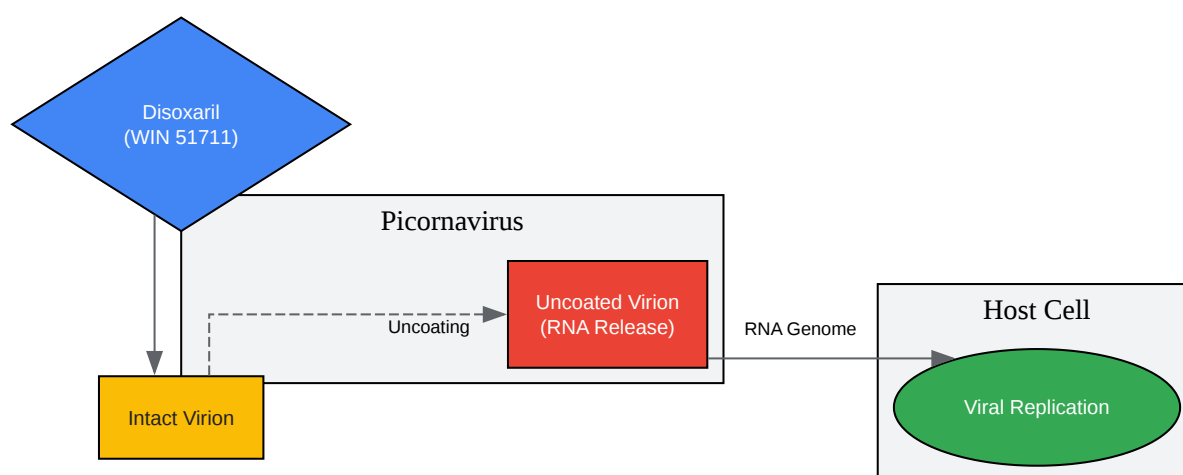 Disoxaril
(WIN 51711)
Picornavirus
Uncoated Virion
(RNA Release)
Uncoating
RNA Genome
Host Cell
Viral Replication
Intact Virion